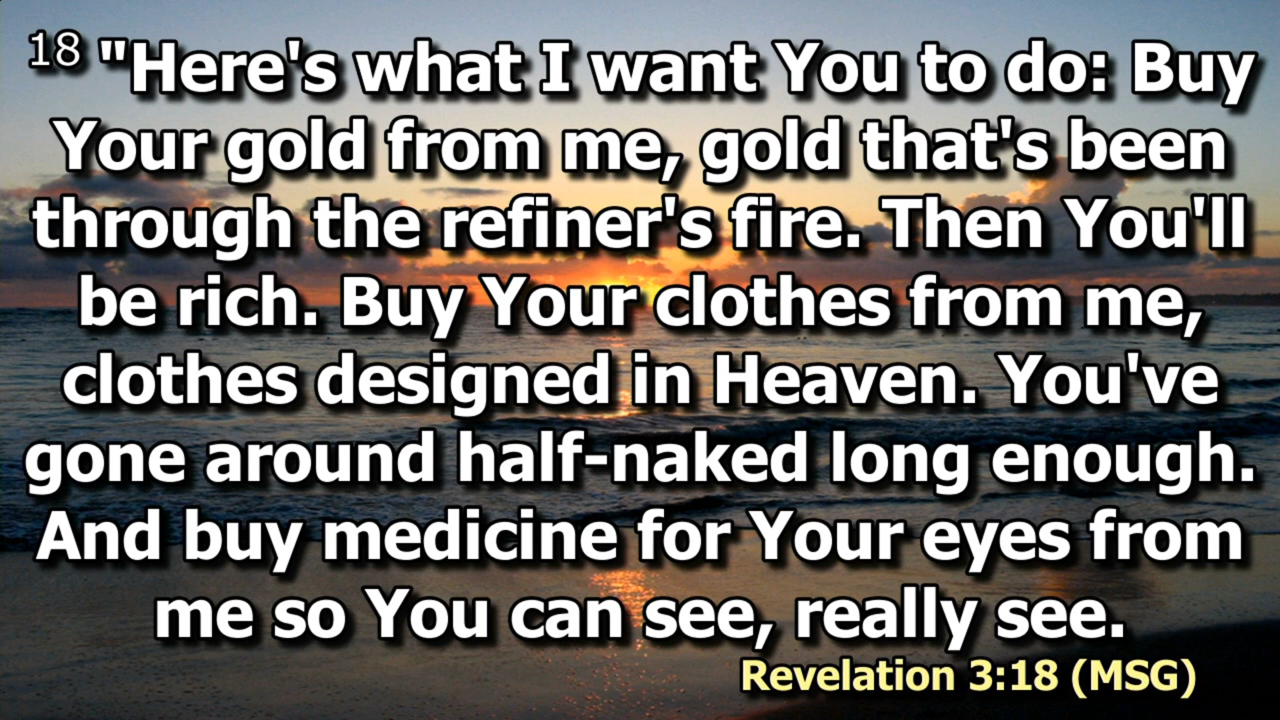 18 "Here's what I want You to do: Buy
Your gold from me, gold that's been
through the refiner's fire. Then You'll
be rich. Buy Your clothes from me,
clothes designed in Heaven. You've
gone around half-naked long enough.
And buy medicine for Your eyes from
me so You can see, really see.
Revelation 3:18 (MSG)